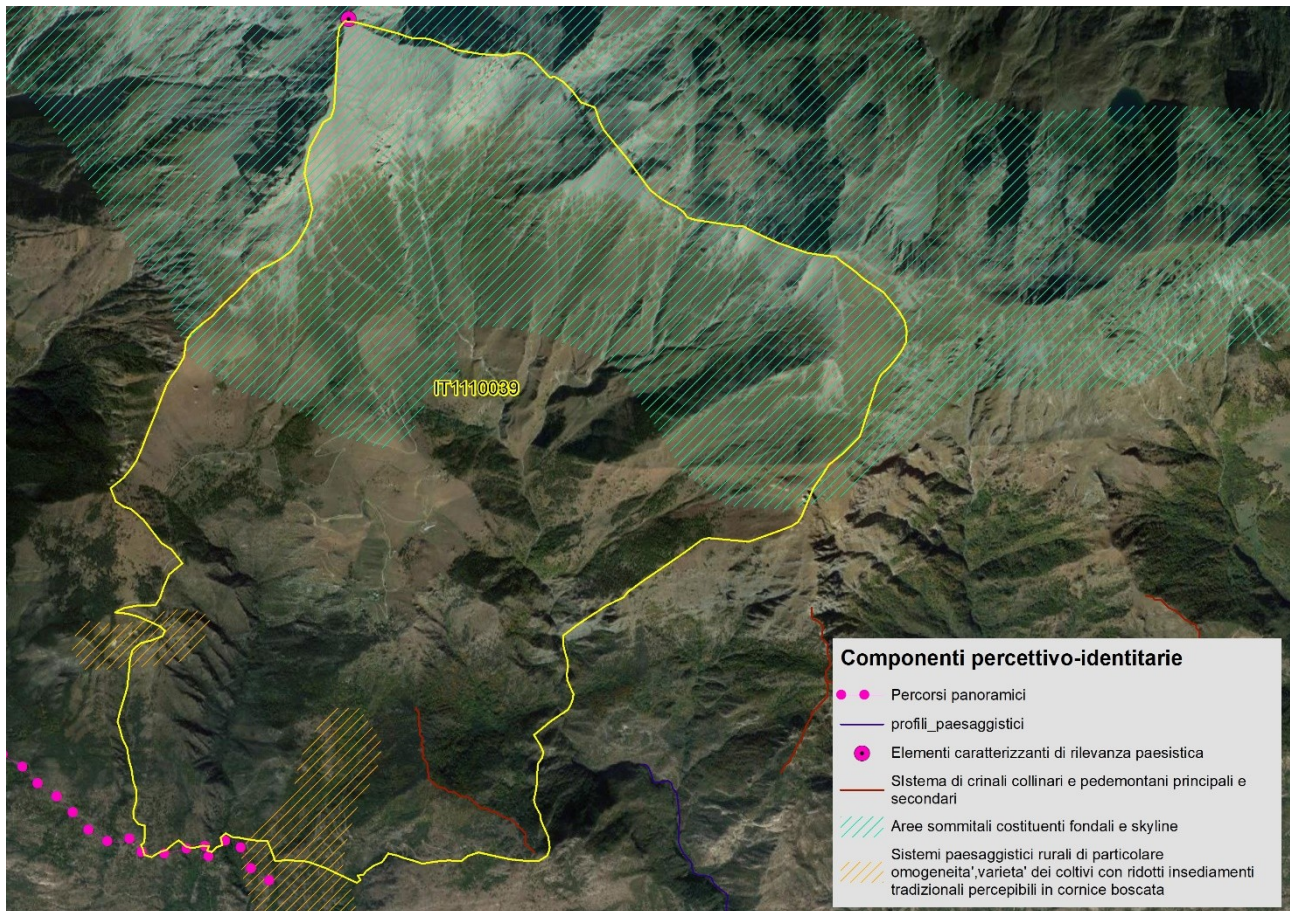 IT1110039
Componenti percettivo-identitarie
Percorsi panoramici
profili_paesaggistici
Elementi caratterizzanti di rilevanza paesistica
SIstema di crinali collinari e pedemontani principali e
secondari
Aree sommitali costituenti fondali e skyline
Sistemi paesaggistici rurali di particolare
omogeneita',varieta' dei coltivi con ridotti insediamenti
tradizionali percepibili in cornice boscata